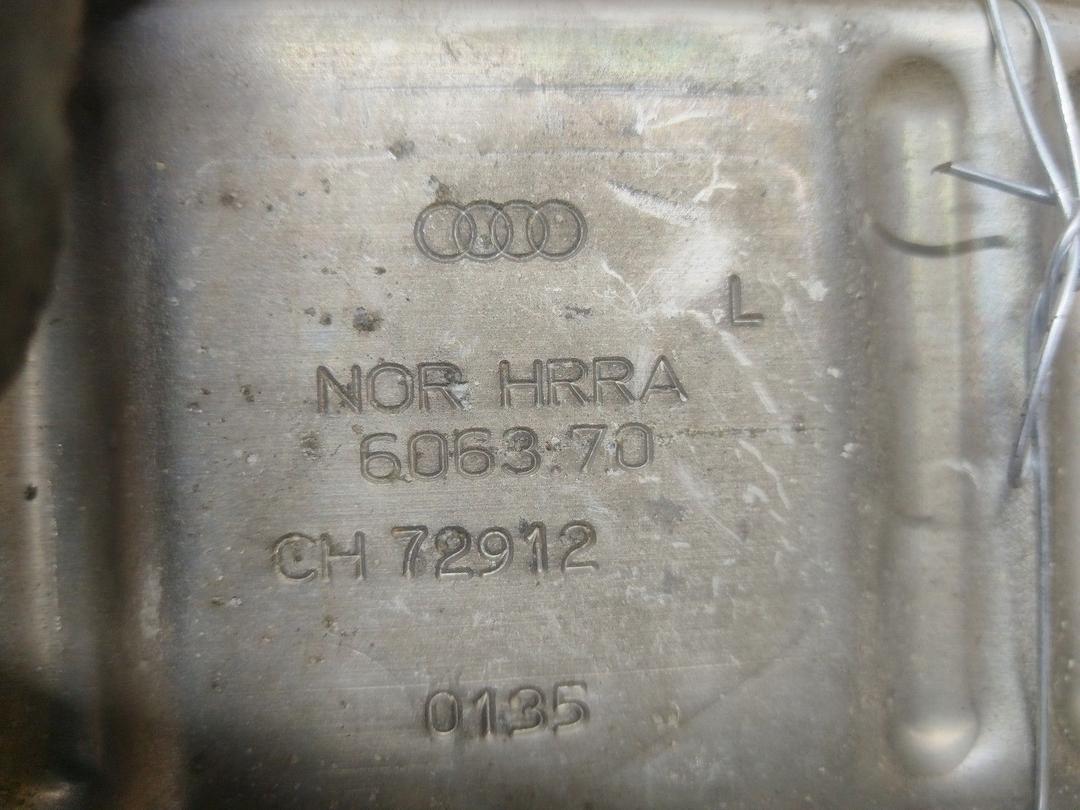 L
NOR HRRA
6063.70
CH 72912
0135